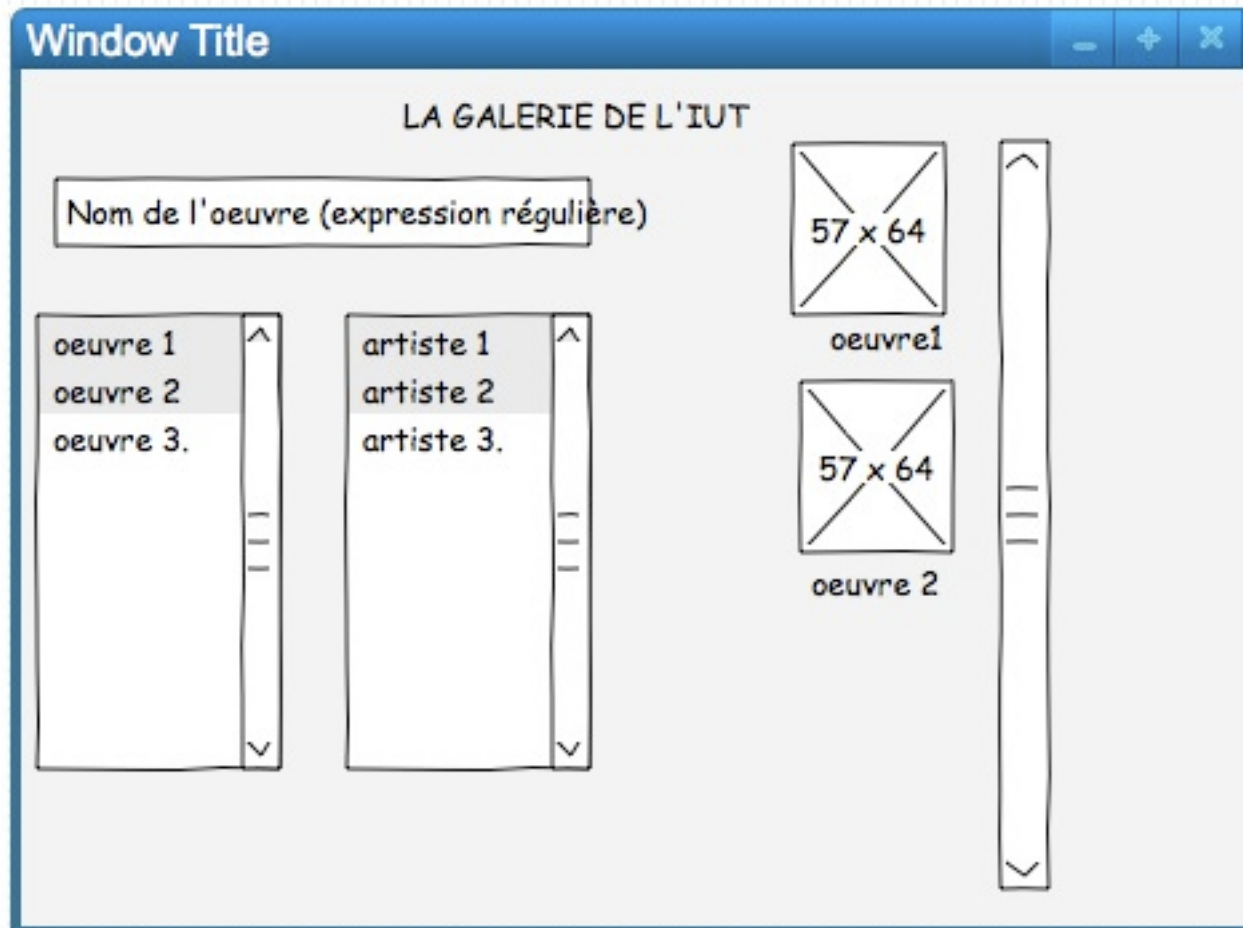 Window Title
LA GALERIE DE L'IUT
Nom de l'oeuvre (expression régulière)
oeuvre 1
oeuvre 2
oeuvre 3.
artiste 1
artiste 2
artiste 3.
57 x 64
oeuvre1
57 x 64
oeuvre 2